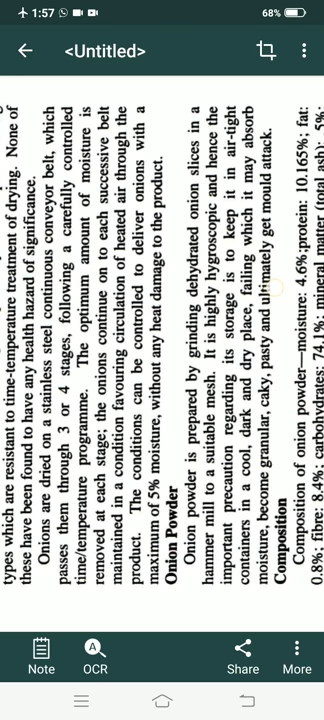 1:57
68%
<Untitled>
types which are resistant to time-temperature treatment of drying. None of
these have been found to have any health hazard of significance.
Onions are dried on a stainless steel continuous conveyor belt, which
passes them through 3 or 4 stages, following a carefully controlled
time/temperature programme. The optimum amount of moisture is
removed at each stage; the onions continue on to each successive belt
maintained in a condition favouring circulation of heated air through the
product. The conditions can be controlled to deliver onions with a
maximum of 5% moisture, without any heat damage to the product.
Onion Powder
Onion powder is prepared by grinding dehydrated onion slices in a
hammer mill to a suitable mesh. It is highly hygroscopic and hence the
important precaution regarding its storage is to keep it in air-tight
containers in a cool, dark and dry place, failing which it may absorb
moisture, become granular, caky, pasty and ultimately get mould attack.
Composition
Composition of onion powder—moisture: 4.6%;protein: 10.165%; fat:
0.8%; fibre: 8.4%; carbohydrates: 74.1%; mineral matter (total ash): 5%;
Note
OCR
Share
More